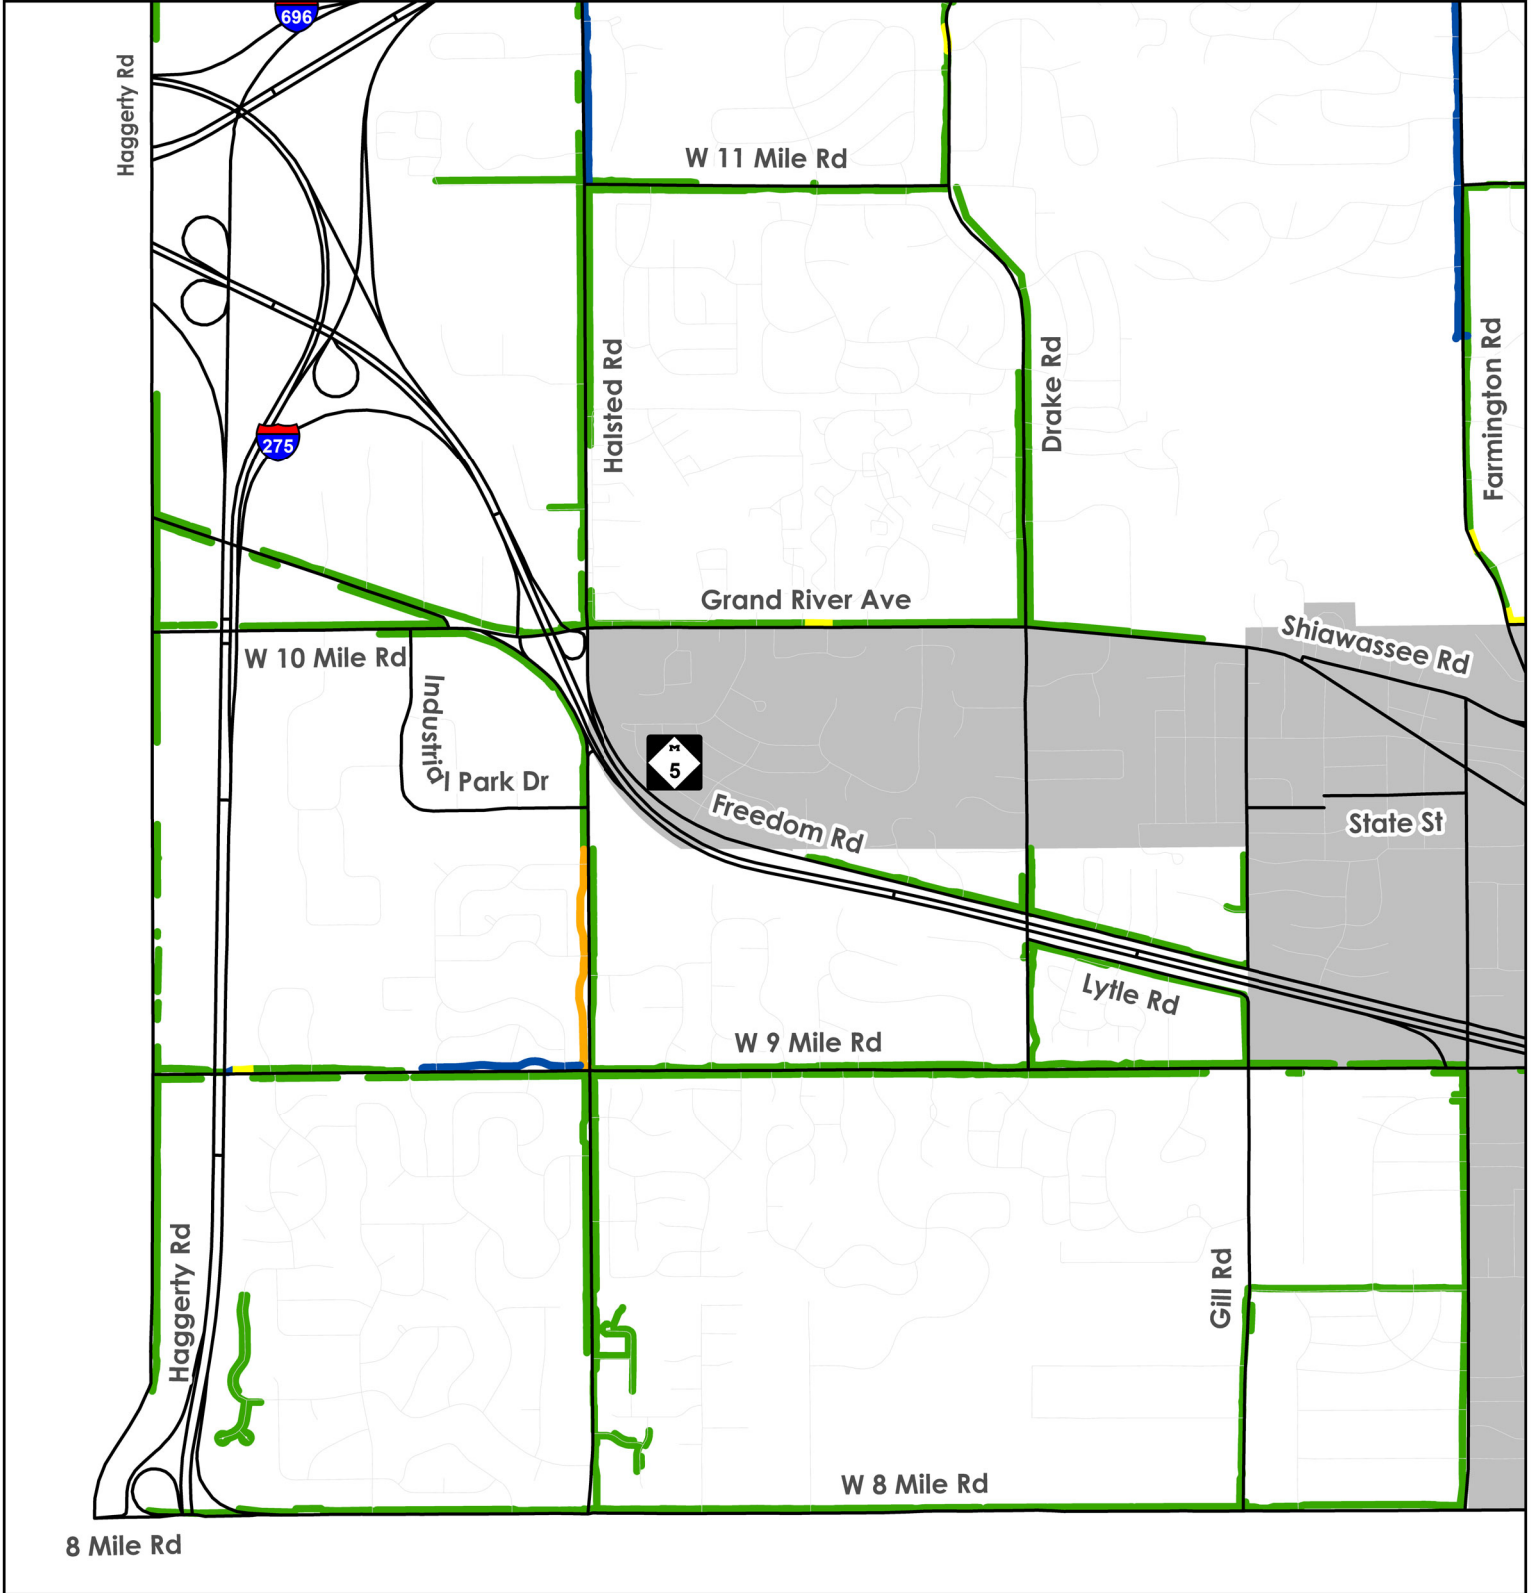 696
Haggerty Rd
W 11 Mile Rd
Halsted Rd
Drake Rd
Farmington Rd
275
Grand River Ave
Shiawassee Rd
W 10 Mile Rd
Industrial Park Dr
M
5
Freedom Rd
State St
Lytle Rd
W 9 Mile Rd
Haggerty Rd
Gill Rd
W 8 Mile Rd
8 Mile Rd